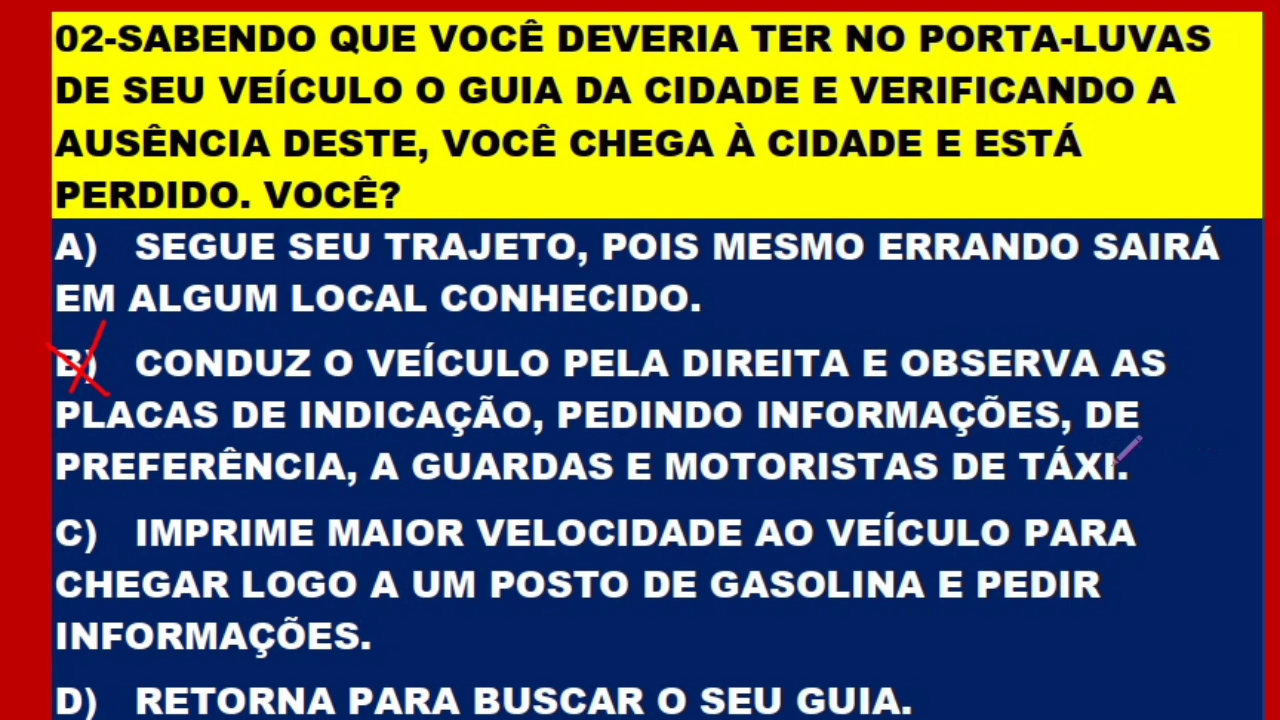 02-SABENDO QUE VOCÊ DEVERIA TER NO PORTA-LUVAS
DE SEU VEÍCULO O GUIA DA CIDADE E VERIFICANDO A
AUSÊNCIA DESTE, VOCÊ CHEGA À CIDADE E ESTÁ
PERDIDO. VOCÊ?
A) SEGUE SEU TRAJETO, POIS MESMO ERRANDO SAIRÁ
EM ALGUM LOCAL CONHECIDO.
B) CONDUZ O VEÍCULO PELA DIREITA E OBSERVA AS
PLACAS DE INDICAÇÃO, PEDINDO INFORMAÇÕES, DE
PREFERÊNCIA, A GUARDAS E MOTORISTAS DE TÁXI.
C) IMPRIME MAIOR VELOCIDADE AO VEÍCULO PARA
CHEGAR LOGO A UM POSTO DE GASOLINA E PEDIR
INFORMAÇÕES.
D) RETORNA PARA BUSCAR O SEU GUIA.